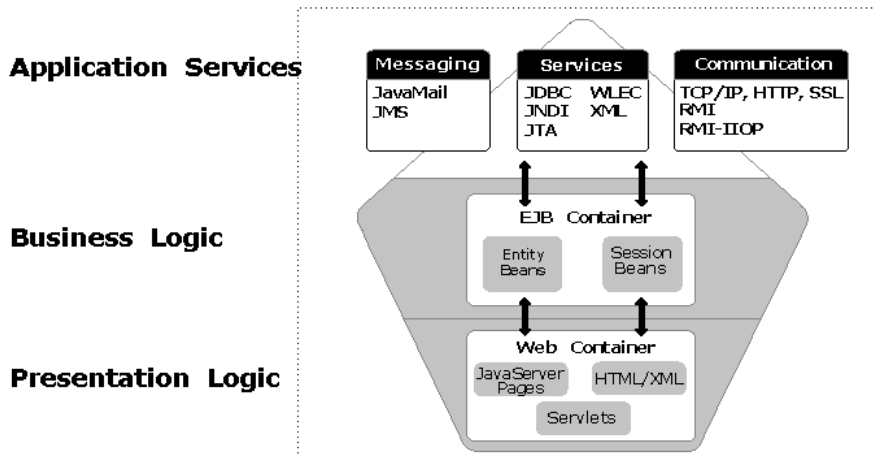 Application Services
Messaging
JavaMail
JMS
Services
JDBC WLEC
JNDI XML
JTA
Communication
TCP/IP, HTTP, SSL
RMI
RMI-IIOP
Business Logic
EJB Container
Entity
Beans
Session
Beans
Presentation Logic
Web Container
JavaServer
Pages
HTML/XML
Servlets